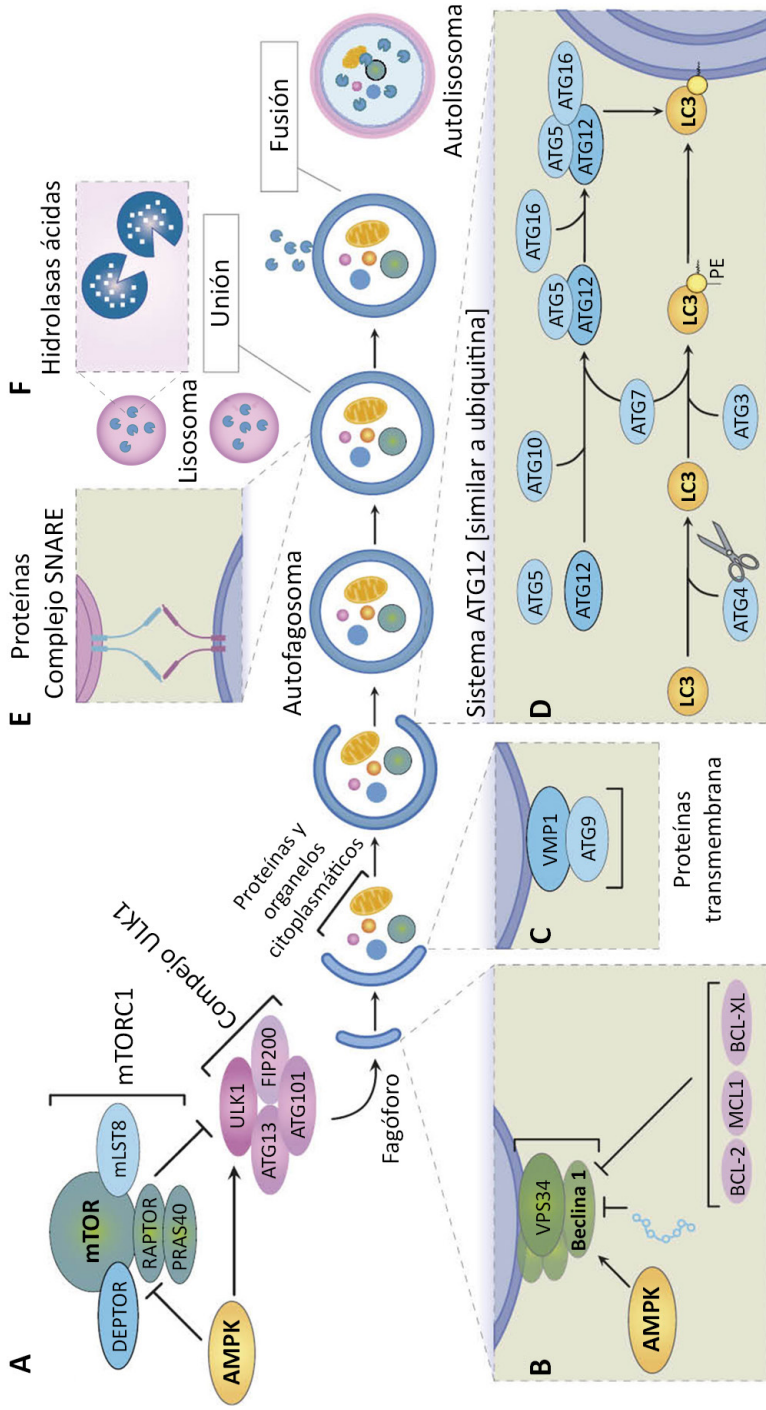 A
mTOR
mLST8
DEPTOR
RAPTOR
PRAS40
mTORC1
AMPK
Compejo ULK1
ULK1
FIP200
ATG13
ATG101
Fagóforo
Proteínas y
organelos
citoplasmáticos
Autofagosoma
B
VPS34
Beclina 1
AMPK
BCL-2
MCL1
BCL-XL
C
VMP1
ATG9
Proteínas
transmembrana
Sistema ATG12 [similar a ubiquitina]
D
ATG5
ATG12
ATG10
ATG5
ATG12
ATG16
ATG5
ATG12
ATG16
ATG7
LC3
ATG4
LC3
ATG3
LC3
PE
LC3
E
Proteínas
Complejo SNARE
F
Hidrolasas ácidas
Lisosoma
Unión
Fusión
Autolisosoma